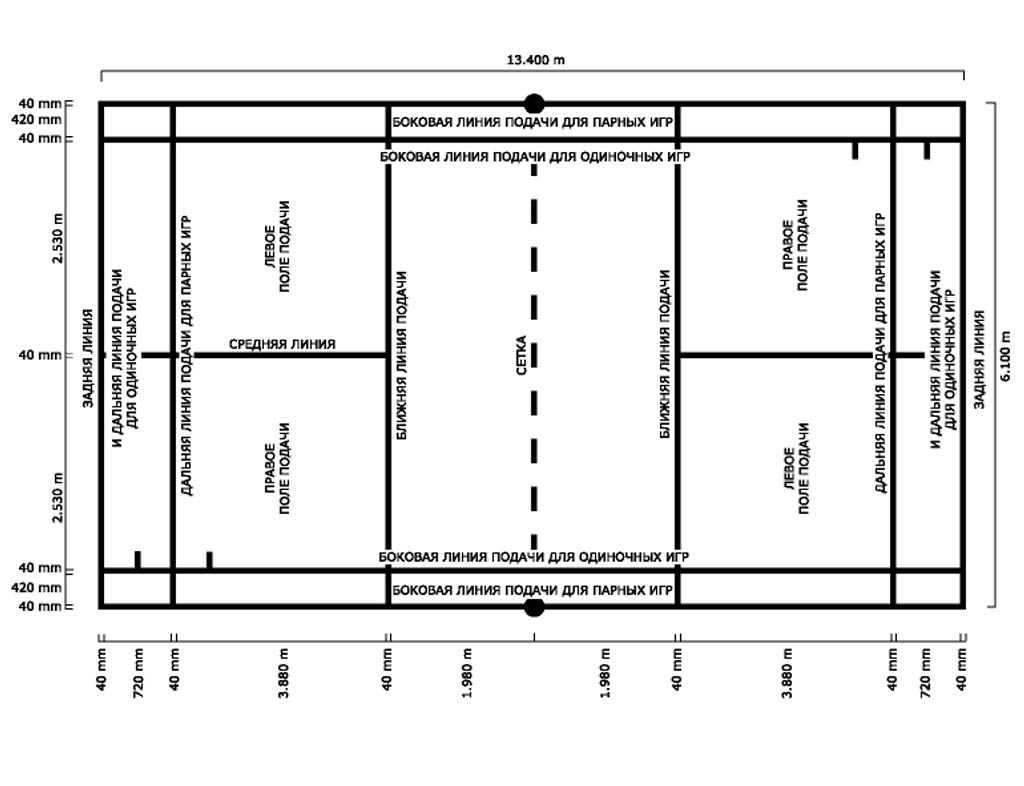 13.400 m
40 mm
420 mm
40 mm
БОКОВАЯ ЛИНИЯ ПОДАЧИ ДЛЯ ПАРНЫХ ИГР
БОКОВАЯ ЛИНИЯ ПОДАЧИ ДЛЯ ОДИНОЧНЫХ ИГР
2.530 m
40 mm
2.530 m
ЗАДНЯЯ ЛИНИЯ
И ДАЛЬНЯЯ ЛИНИЯ ПОДАЧИ
ДЛЯ ОДИНОЧНЫХ ИГР
ДАЛЬНЯЯ ЛИНИЯ ПОДАЧИ ДЛЯ ПАРНЫХ ИГР
ЛЕВОЕ
ПОЛЕ ПОДАЧИ
СРЕДНЯЯ ЛИНИЯ
ПРАВОЕ
ПОЛЕ ПОДАЧИ
БЛИЖНЯЯ ЛИНИЯ ПОДАЧИ
СЕТКА
БЛИЖНЯЯ ЛИНИЯ ПОДАЧИ
ПРАВОЕ
ПОЛЕ ПОДАЧИ
ЛЕВОЕ
ПОЛЕ ПОДАЧИ
ДАЛЬНЯЯ ЛИНИЯ ПОДАЧИ ДЛЯ ПАРНЫХ ИГР
И ДАЛЬНЯЯ ЛИНИЯ ПОДАЧИ
ДЛЯ ОДИНОЧНЫХ ИГР
ЗАДНЯЯ ЛИНИЯ
6.100 m
БОКОВАЯ ЛИНИЯ ПОДАЧИ ДЛЯ ОДИНОЧНЫХ ИГР
БОКОВАЯ ЛИНИЯ ПОДАЧИ ДЛЯ ПАРНЫХ ИГР
40 mm
420 mm
40 mm
40 mm
720 mm
40 mm
3.880 m
40 mm
1.980 m
1.980 m
40 mm
3.880 m
40 mm
720 mm
40 mm